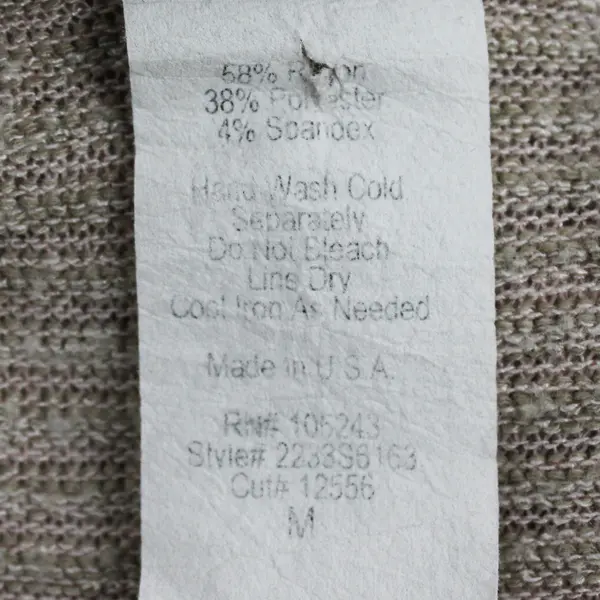 58% Rayon
38% Polyester
4% Spandex
Hand Wash Cold
Separately
Do Not Bleach
Line Dry
Cool Iron As Needed
Made in U.S.A.
RN# 105243
Style# 2233S6163
Cut# 12556
M